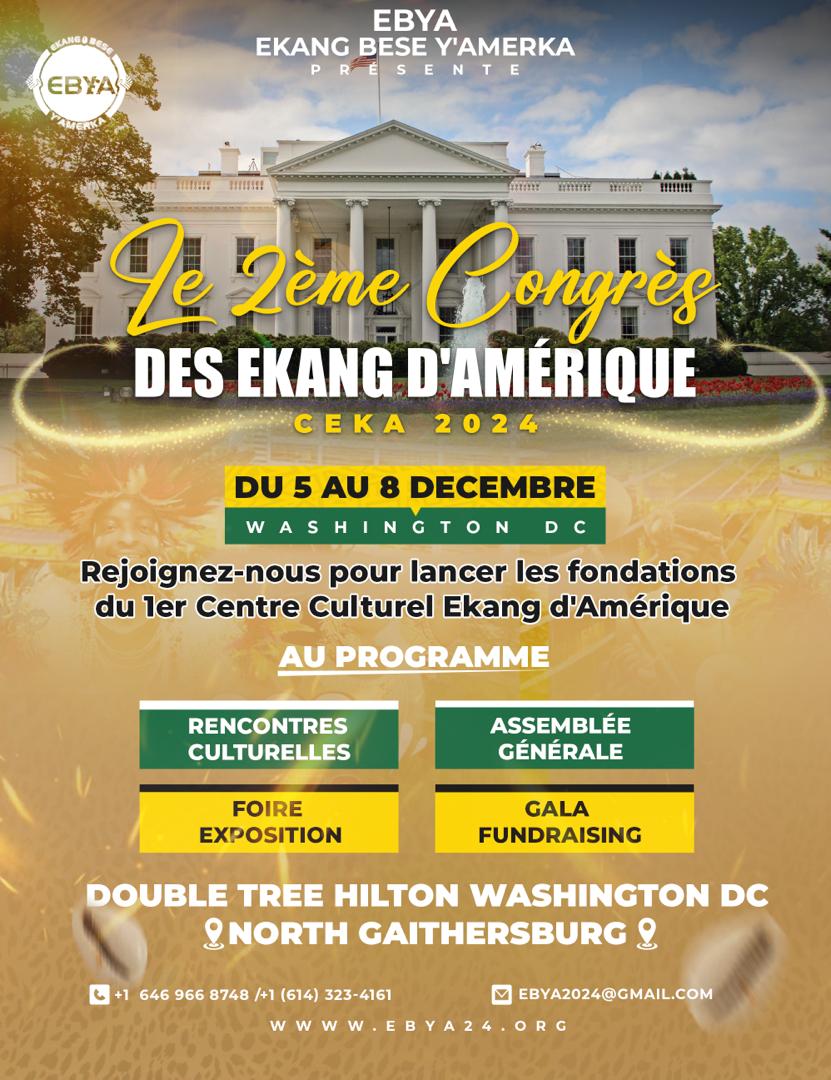 EBYA
EKANG BESE Y'AMERKA
PRÉSENTE
EKANG BESE
EBYA
Y'AMERKA
Le 2ème Congrès
DES EKANG D'AMÉRIQUE
CEKA 2024
DU 5 AU 8 DECEMBRE
WASHINGTON DC
Rejoignez-nous pour lancer les fondations
du 1er Centre Culturel Ekang d'Amérique
AU PROGRAMME
RENCONTRES
CULTURELLES
ASSEMBLÉE
GÉNÉRALE
FOIRE
EXPOSITION
GALA
FUNDRAISING
DOUBLE TREE HILTON WASHINGTON DC
NORTH GAITHERSBURG
+1 646 966 8748 /+1 (614) 323-4161
EBYA2024@GMAIL.COM
WWWW.EBYA24.ORG